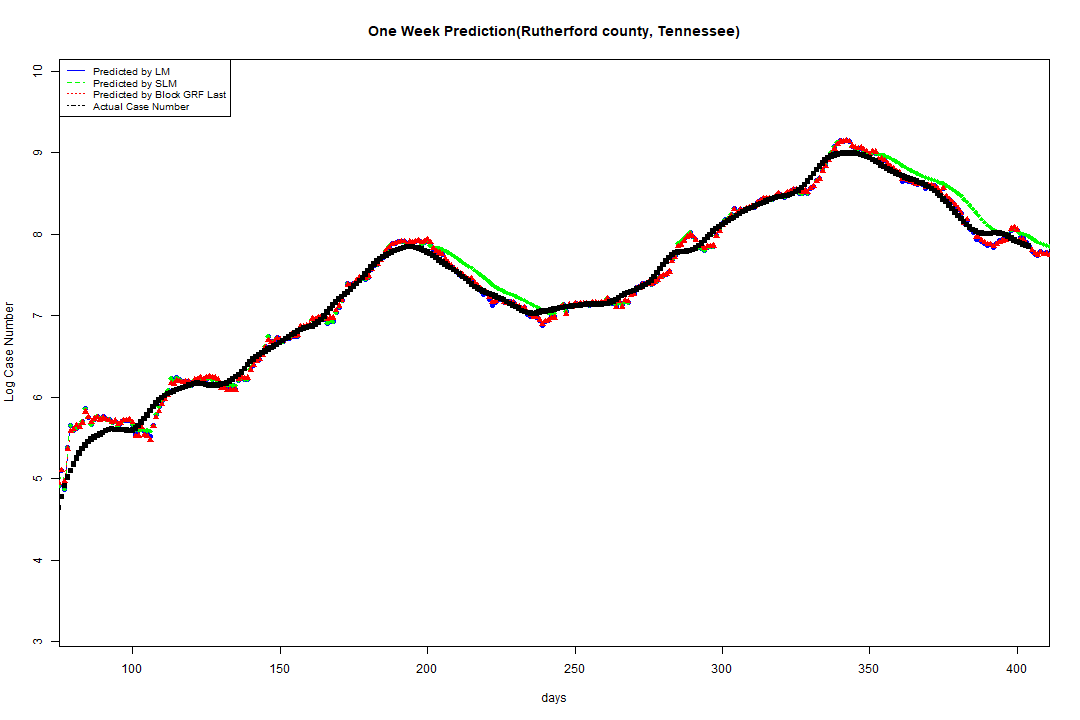 One Week Prediction(Rutherford county, Tennessee)
Predicted by LM
Predicted by SLM
Predicted by Block GRF Last
Actual Case Number
10
9
8
7
6
5
4
3
Log Case Number
100 150 200 250 300 350 400
days